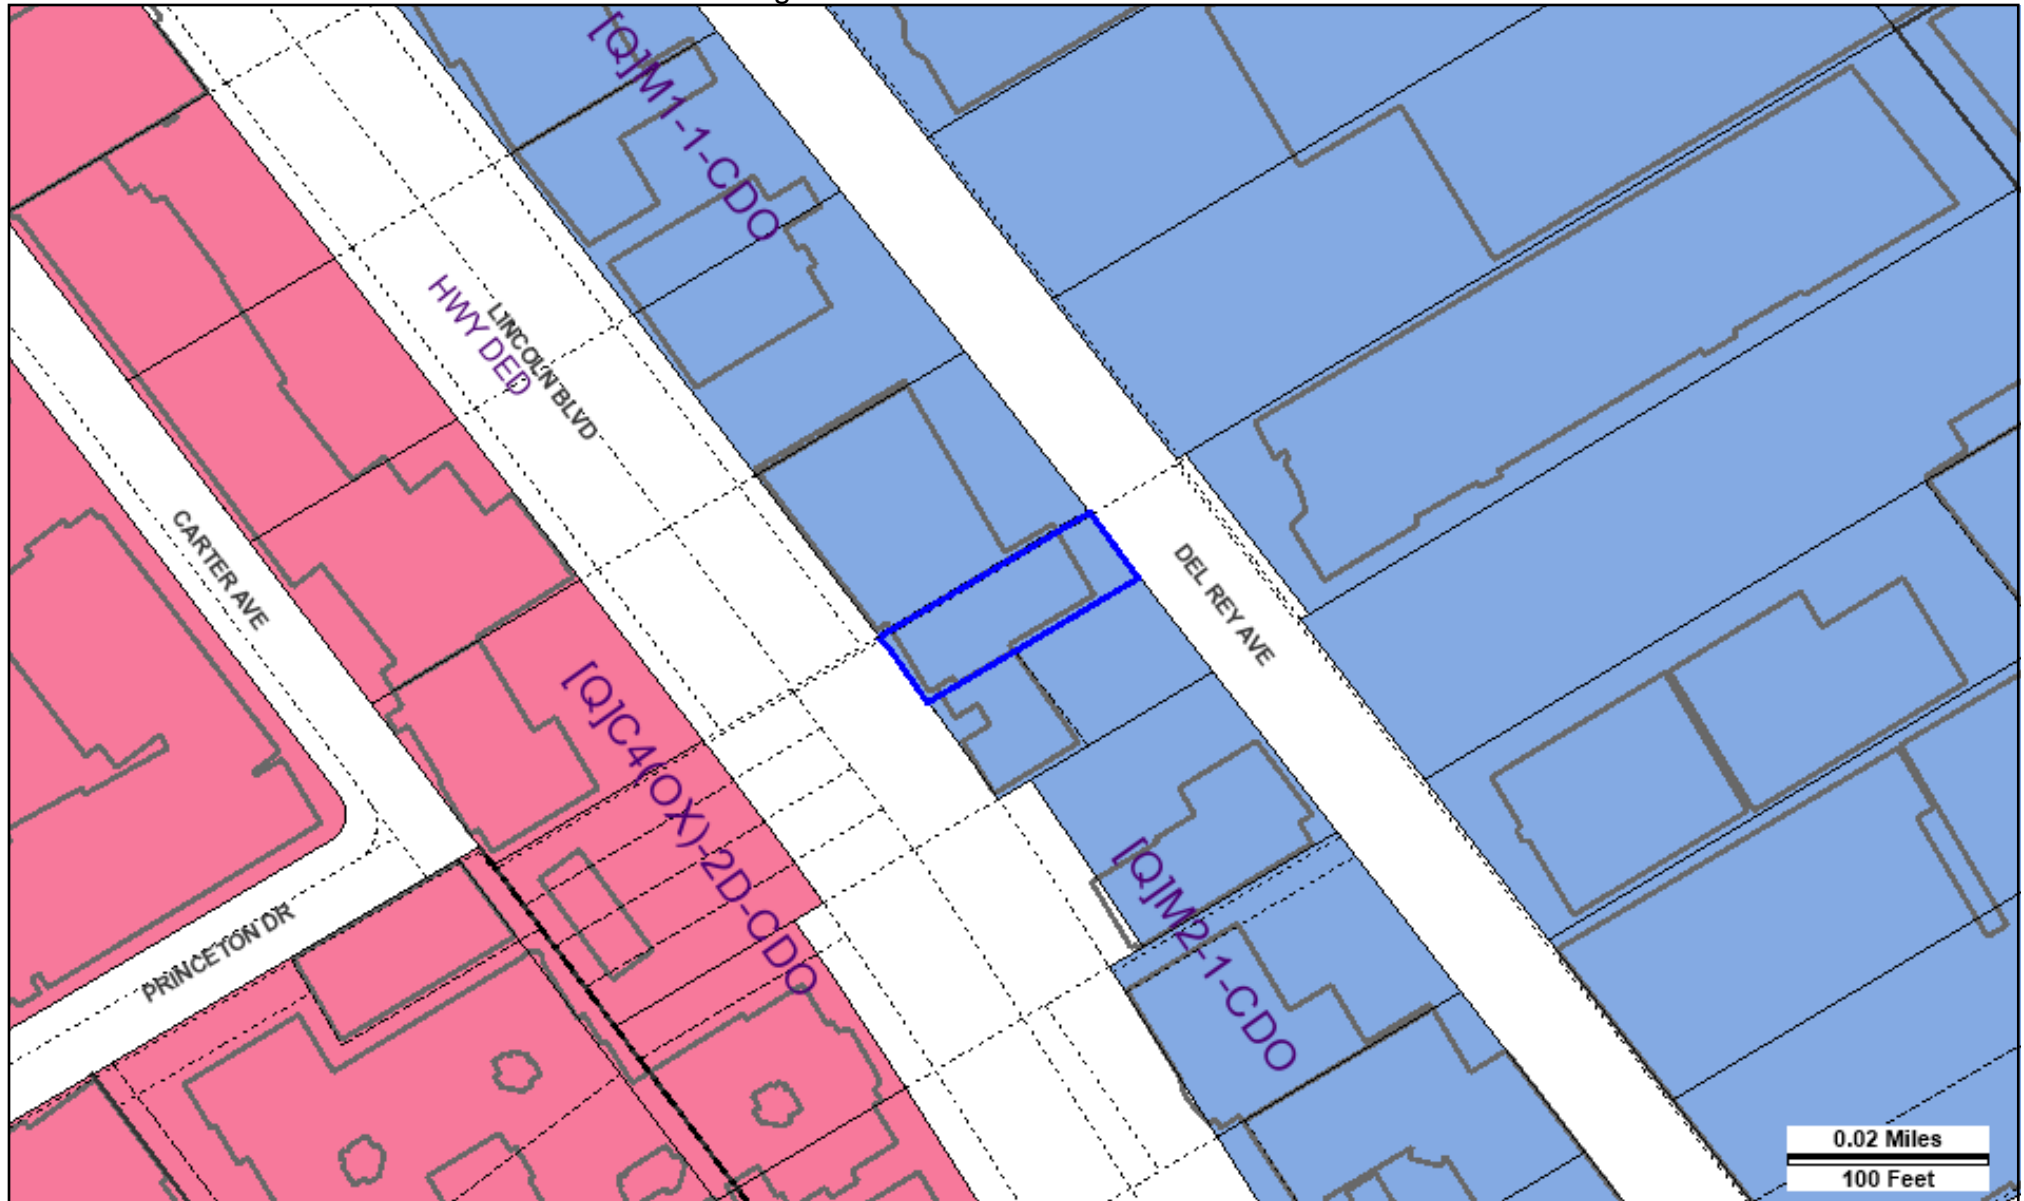 [Q]M1-1-CDO
HWY DED
LINCOLN BLVD
CARTER AVE
DEL REY AVE
[Q]C4(OX)-2D-CDO
[Q]M2-1-CDO
PRINCETON DR
0.02 Miles
100 Feet